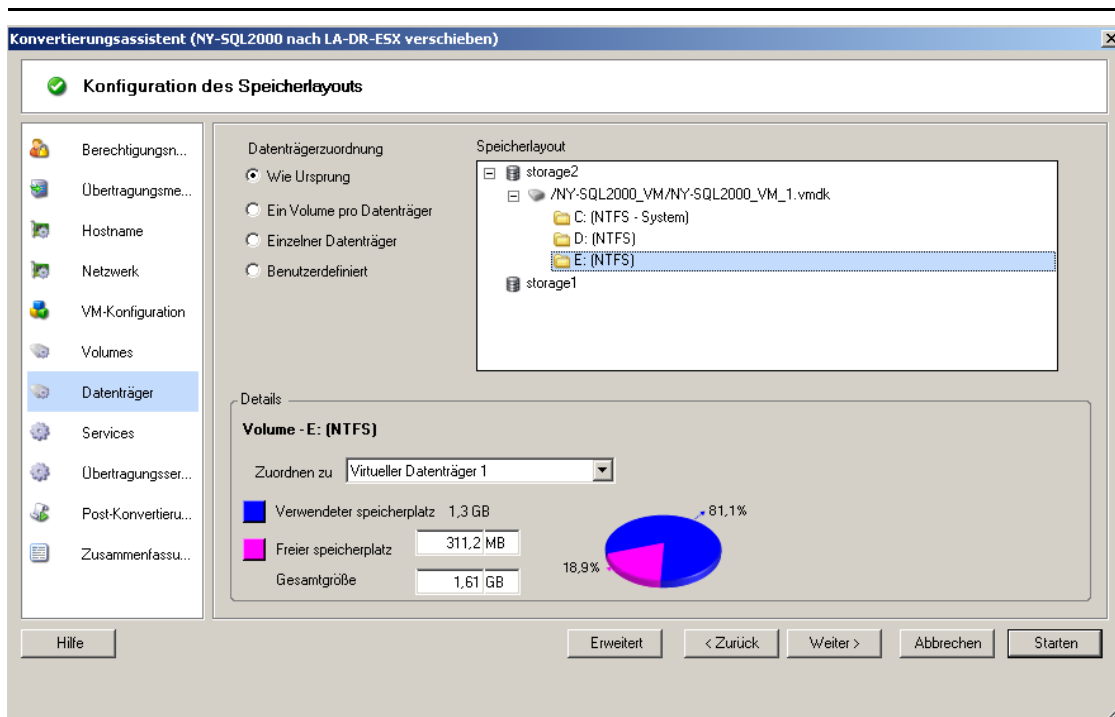 Konvertierungsassistent (NY-SQL2000 nach LA-DR-ESX verschieben)
Konfiguration des Speicherlayouts
Berechtigungsn...
Übertragungsme...
Hostname
Netzwerk
VM-Konfiguration
Volumes
Datenträger
Services
Übertragungsser...
Post-Konvertieru...
Zusammenfassu...
Datenträgerzuordnung
Wie Ursprung
Ein Volume pro Datenträger
Einzelner Datenträger
Benutzerdefiniert
Speicherlayout
storage2
/NY-SQL2000_VM/NY-SQL2000_VM_1.vmdk
C: (NTFS - System)
D: (NTFS)
E: (NTFS)
storage1
Details
Volume - E: (NTFS)
Zuordnen zu Virtueller Datenträger 1
Verwendeter speicherplatz 1,3 GB
Freier speicherplatz 311,2 MB
Gesamtgröße 1,61 GB
81,1%
18,9%
Hilfe Erweitert < Zurück Weiter > Abbrechen Starten